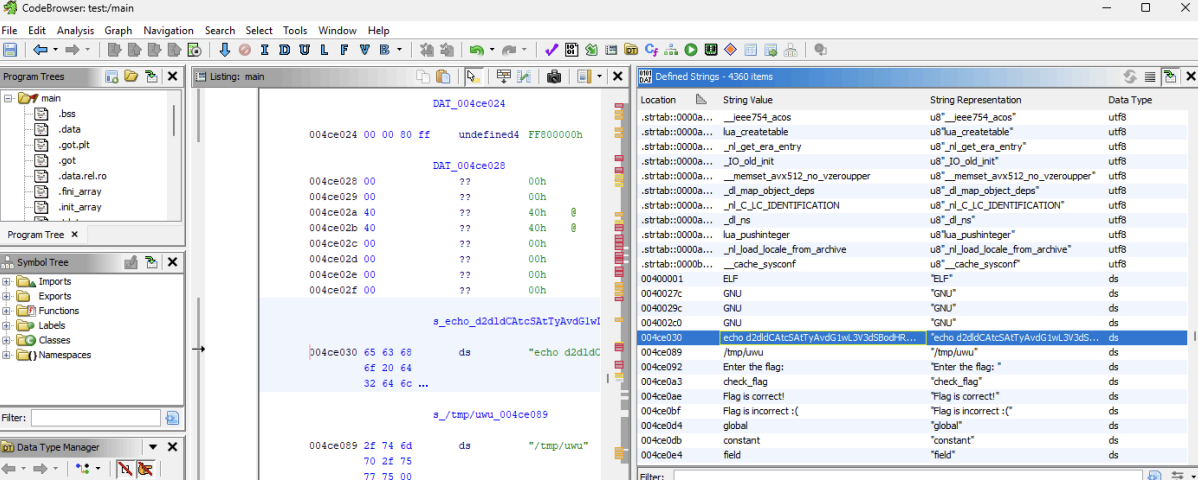 CodeBrowser: test:/main
File Edit Analysis Graph Navigation Search Select Tools Window Help
I D U L F V B
Program Trees
main
.bss
.data
.got.plt
.got
.data.rel.ro
.fini_array
.init_array
Program Tree
Symbol Tree
Imports
Exports
Functions
Labels
Classes
Namespaces
Filter:
Data Type Manager
Listing: main
DAT_004ce024
004ce024 00 00 80 ff undefined4 FF800000h
DAT_004ce028
004ce028 00 ?? 00h
004ce029 00 ?? 00h
004ce02a 40 ?? 40h @
004ce02b 40 ?? 40h @
004ce02c 00 ?? 00h
004ce02d 00 ?? 00h
004ce02e 00 ?? 00h
004ce02f 00 ?? 00h
004ce030 65 63 68 ds
6f 20 64
32 64 6c ...
s_/tmp/uwu_004ce089
004ce089 2f 74 6d ds "/tmp/uwu"
70 2f 75
77 75 00
Defined Strings - 4360 items
Location String Value String Representation Data Type
.strtab::0000a... __ieee754_acos u8"__ieee754_acos" utf8
.strtab::0000a... lua_createtable u8"lua_createtable" utf8
.strtab::0000a... _nl_get_era_entry u8"_nl_get_era_entry" utf8
.strtab::0000a... _IO_old_init u8"_IO_old_init" utf8
.strtab::0000a... __memset_avx512_no_vzeroupper u8"__memset_avx512_no_vzeroupper" utf8
.strtab::0000a... _dl_map_object_deps u8"_dl_map_object_deps" utf8
.strtab::0000a... _nl_C_LC_IDENTIFICATION u8"_nl_C_LC_IDENTIFICATION" utf8
.strtab::0000a... _dl_ns u8"_dl_ns" utf8
.strtab::0000a... lua_pushinteger u8"lua_pushinteger" utf8
.strtab::0000a... _nl_load_locale_from_archive u8"_nl_load_locale_from_archive" utf8
.strtab::0000b... __cache_sysconf u8"__cache_sysconf" utf8
00400001 ELF "ELF" ds
0040027c GNU "GNU" ds
0040029c GNU "GNU" ds
004002c0 GNU "GNU" ds
004ce030 echo d2dldCAtcSAtTyAvdG1wL3V3dSBodHR... "echo d2dldCAtcSAtTyAvdG1wL3V3dS... ds
004ce089 /tmp/uwu "/tmp/uwu" ds
004ce092 Enter the flag: "Enter the flag: " ds
004ce0a3 check_flag "check_flag" ds
004ce0ae Flag is correct! "Flag is correct!" ds
004ce0bf Flag is incorrect :( "Flag is incorrect :(" ds
004ce0d4 global "global" ds
004ce0db constant "constant" ds
004ce0e4 field "field" ds
Filter: